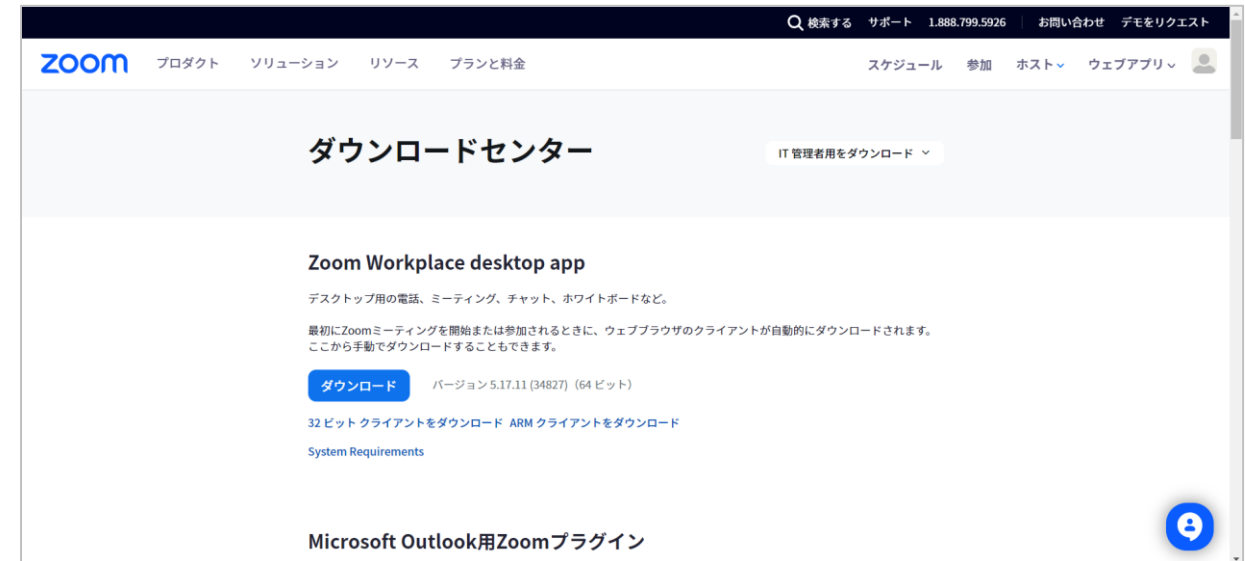 検索する サポート 1.888.799.5926 お問い合わせ デモをリクエスト
zoom プロダクト ソリューション リソース プランと料金 スケジュール 参加 ホスト ウェブアプリ
ダウンロードセンター IT 管理者用をダウンロード
Zoom Workplace desktop app
デスクトップ用の電話、ミーティング、チャット、ホワイトボードなど。
最初にZoomミーティングを開始または参加されるときに、ウェブブラウザのクライアントが自動的にダウンロードされます。
ここから手動でダウンロードすることもできます。
ダウンロード バージョン 5.17.11 (34827)（64 ビット）
32 ビット クライアントをダウンロード ARM クライアントをダウンロード
System Requirements
Microsoft Outlook用Zoomプラグイン